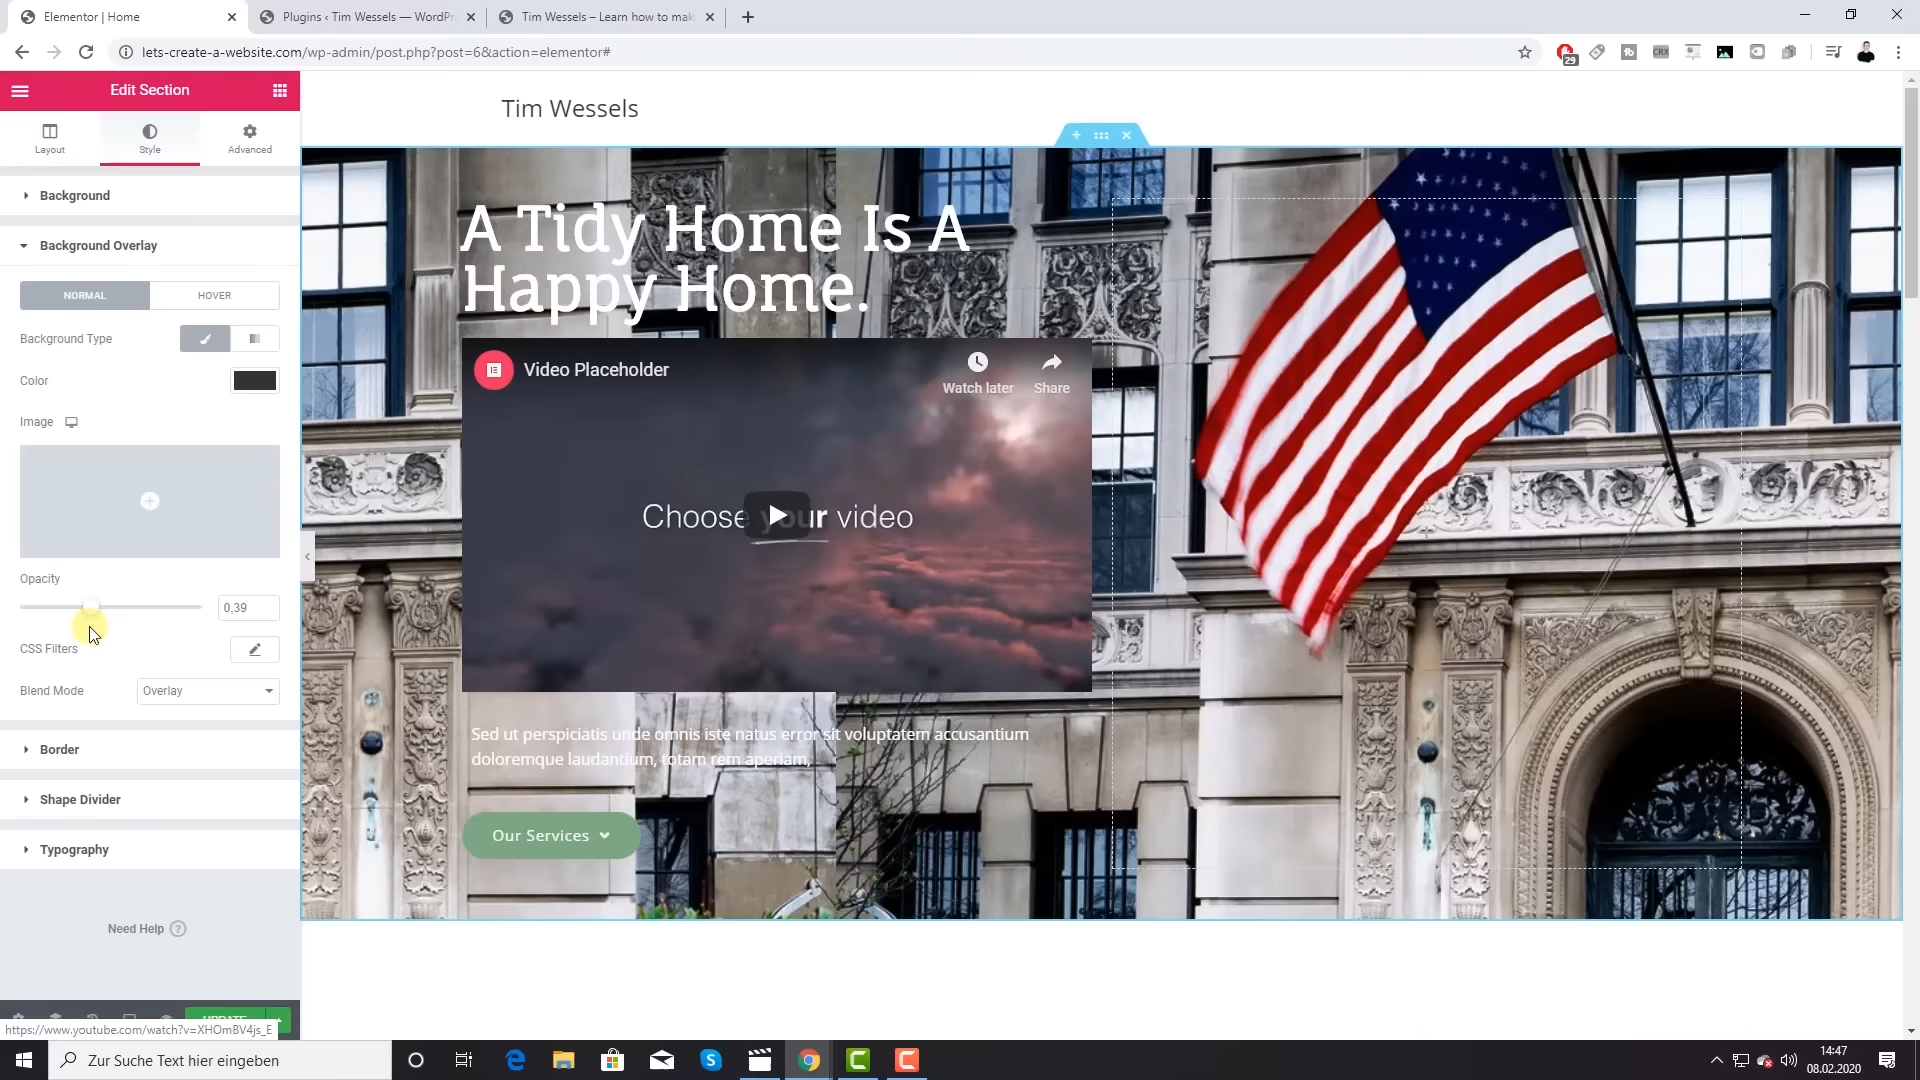 Elementor | Home
Plugins ‹ Tim Wessels — WordPr
Tim Wessels – Learn how to mak
lets-create-a-website.com/wp-admin/post.php?post=6&action=elementor#
29
CRX
Edit Section
Layout
Style
Advanced
Background
Background Overlay
NORMAL
HOVER
Background Type
Color
Image
Opacity
0,39
CSS Filters
Blend Mode
Overlay
Border
Shape Divider
Typography
Need Help ?
UPDATE
https://www.youtube.com/watch?v=XHOmBV4js_E
Tim Wessels
A Tidy Home Is A
Happy Home.
Video Placeholder
Watch later
Share
Choose your video
Sed ut perspiciatis unde omnis iste natus error sit voluptatem accusantium
doloremque laudantium, totam rem aperiam,
Our Services
Zur Suche Text hier eingeben
14:47
08.02.2020